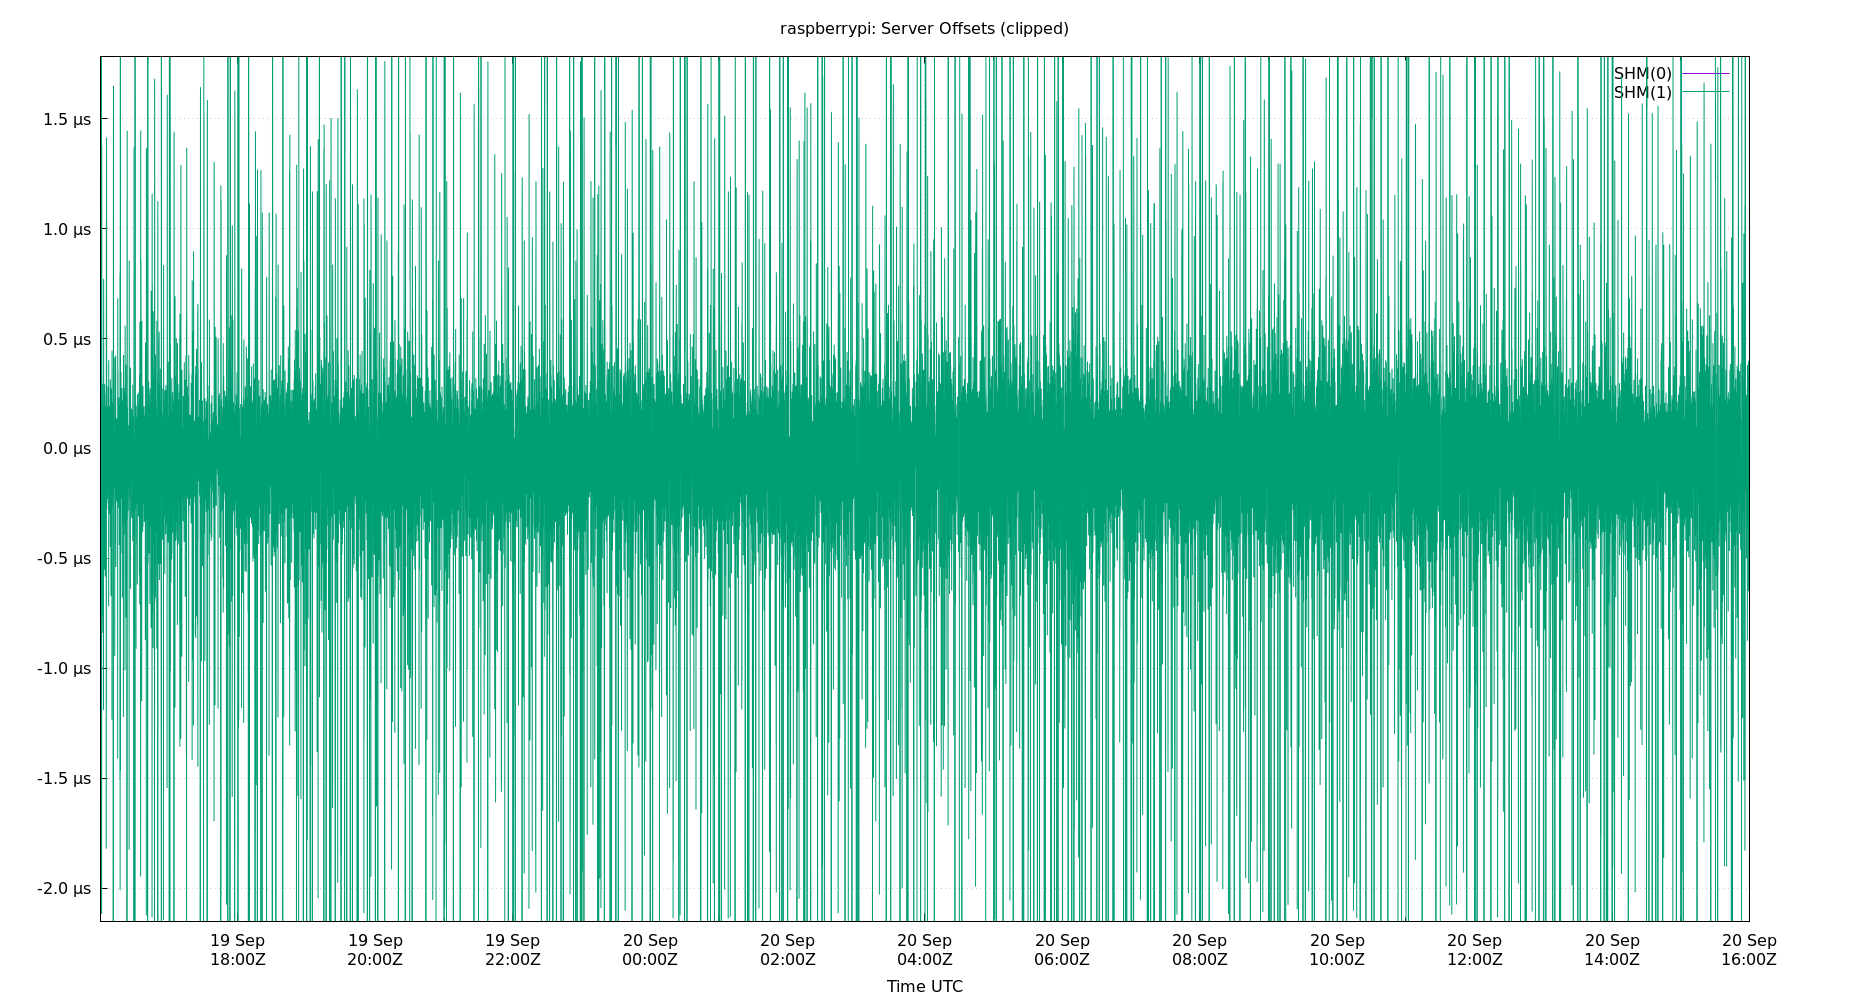 raspberrypi: Server Offsets (clipped)
SHM(0)
SHM(1)
1.5 µs
1.0 µs
0.5 µs
0.0 µs
-0.5 µs
-1.0 µs
-1.5 µs
-2.0 µs
19 Sep 19 Sep 19 Sep 20 Sep 20 Sep 20 Sep 20 Sep 20 Sep 20 Sep 20 Sep 20 Sep 20 Sep
18:00Z 20:00Z 22:00Z 00:00Z 02:00Z 04:00Z 06:00Z 08:00Z 10:00Z 12:00Z 14:00Z 16:00Z
Time UTC